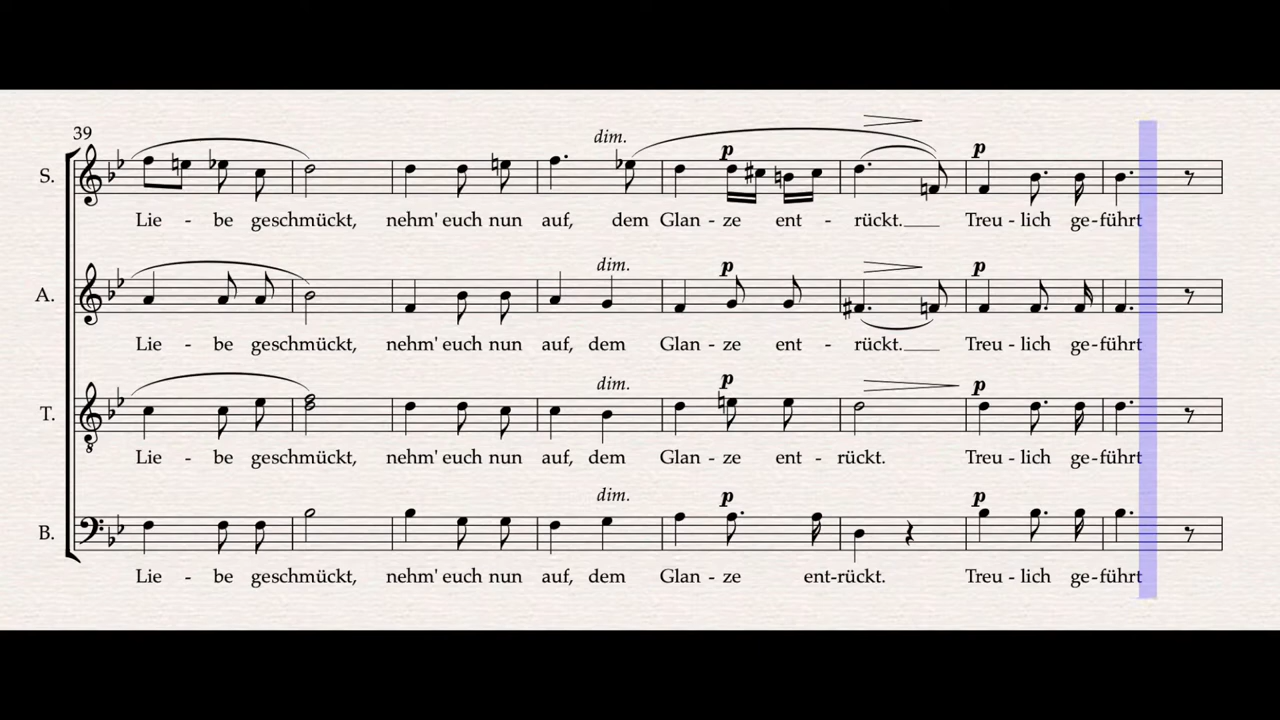 39
dim.
p
p
S.
Lie - be geschmückt, nehm' euch nun auf, dem Glan - ze ent - rückt. Treu - lich ge - führt
dim.
p
p
A.
Lie - be geschmückt, nehm' euch nun auf, dem Glan - ze ent - rückt. Treu - lich ge - führt
dim.
p
p
T.
8
Lie - be geschmückt, nehm' euch nun auf, dem Glan - ze ent - rückt. Treu - lich ge - führt
dim.
p
p
B.
Lie - be geschmückt, nehm' euch nun auf, dem Glan - ze ent-rückt. Treu - lich ge - führt